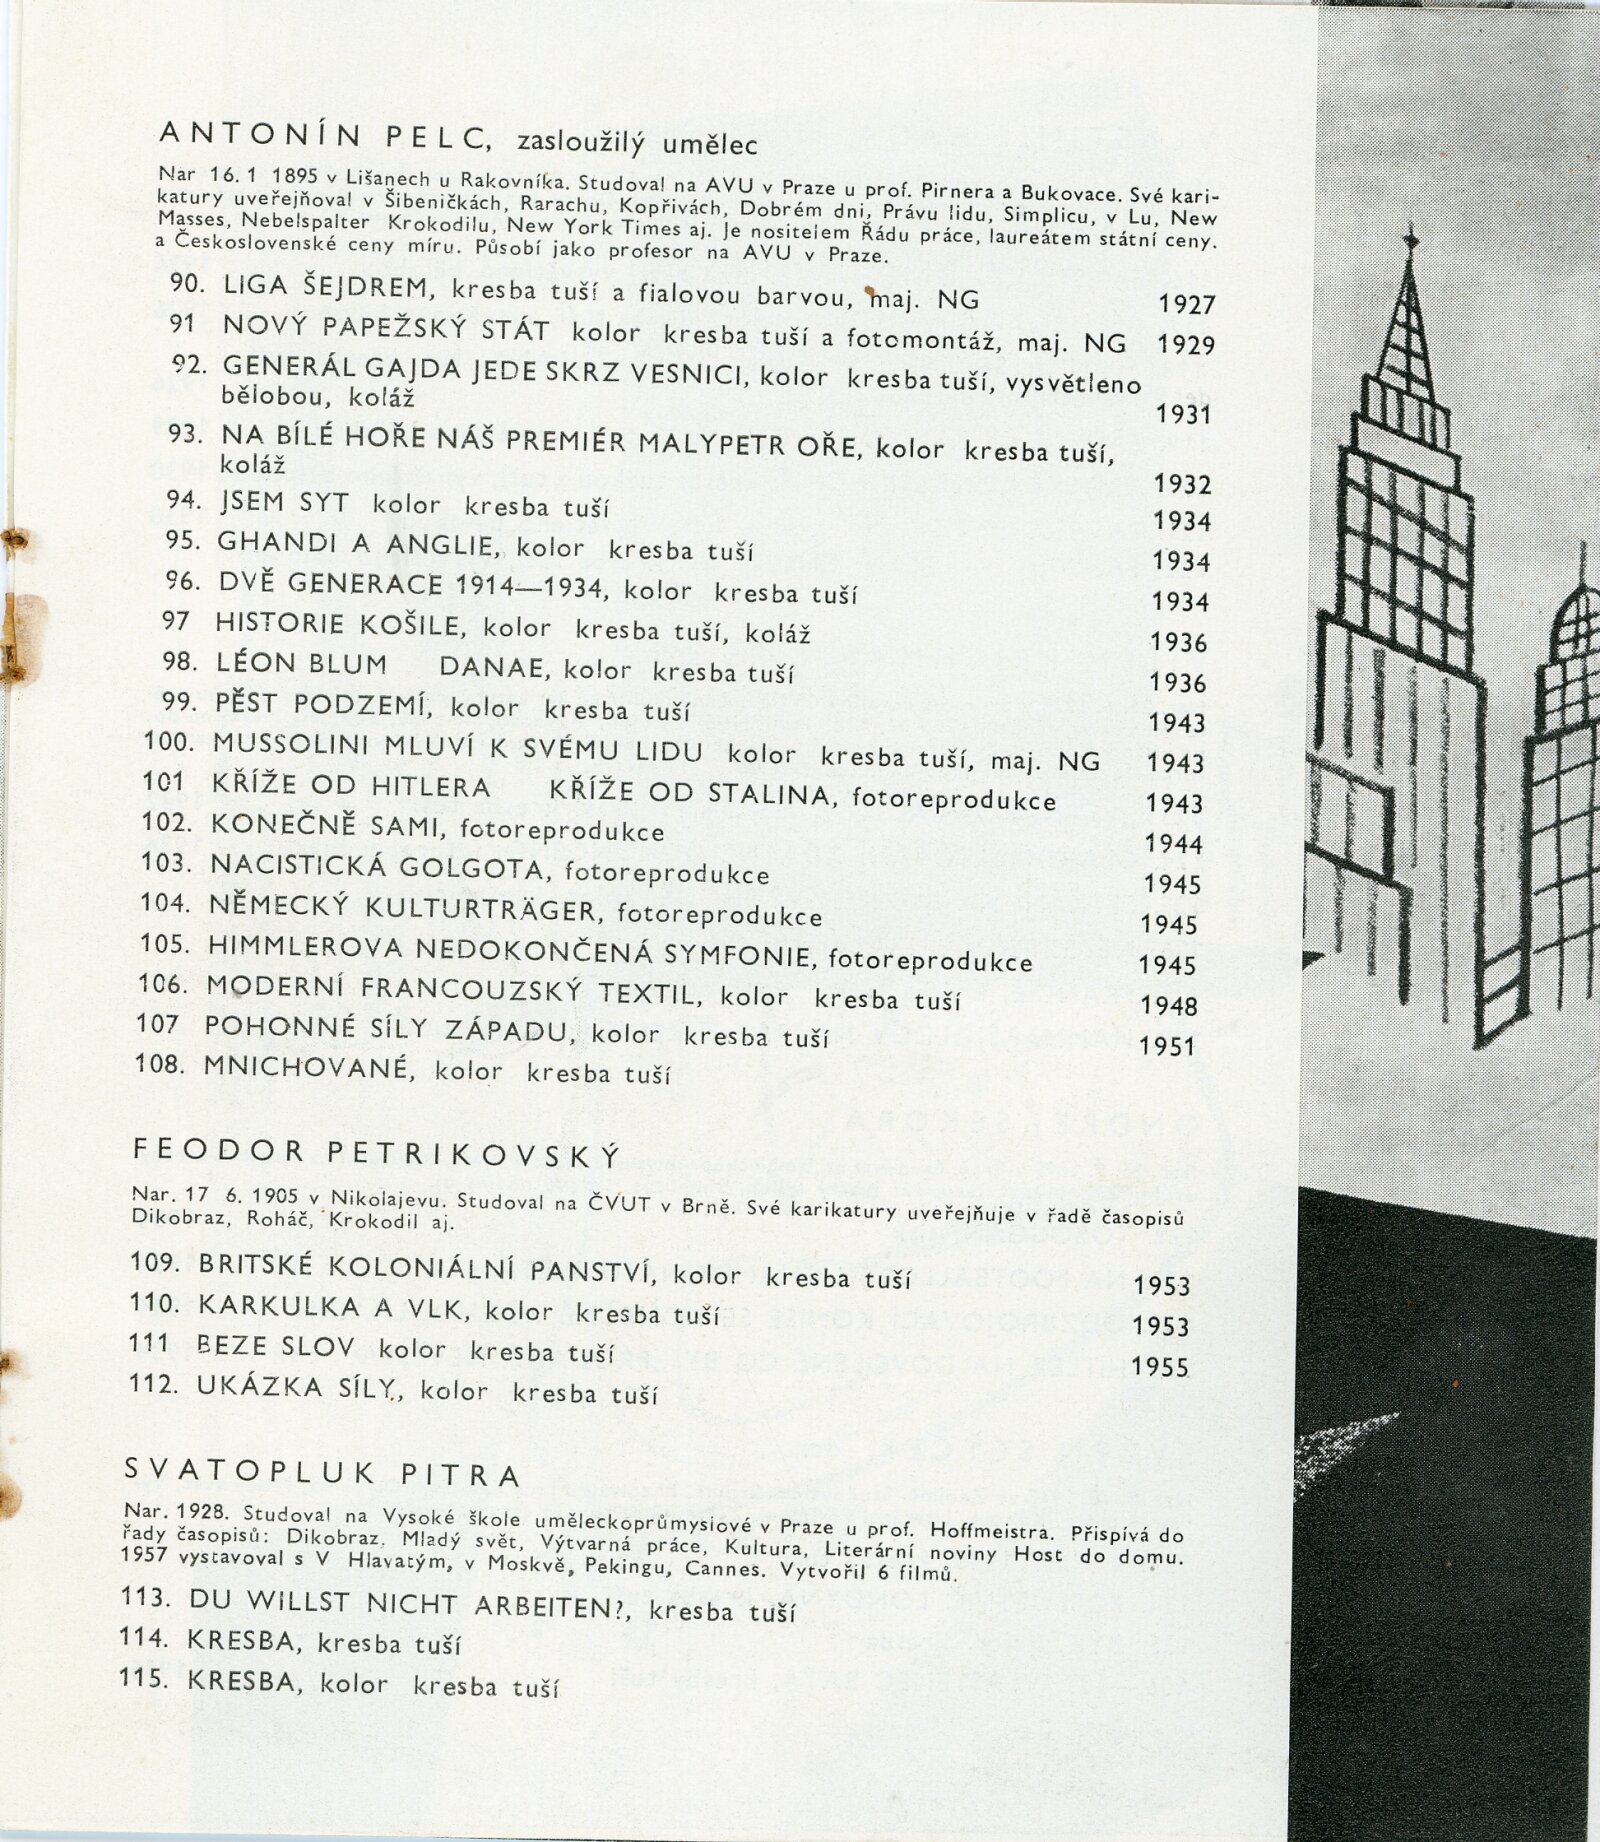 ANTONÍN PELC, zasloužilý umělec
Nar 16. 1 1895 v Lišanech u Rakovníka. Studoval na AVU v Praze u prof. Pirnera a Bukovace. Své kari-
katury uveřejňoval v Šibeničkách, Rarachu, Kopřivách, Dobrém dni, Právu lidu, Simplicu, v Lu, New
Masses, Nebelspalter Krokodilu, New York Times aj. Je nositelem Řádu práce, laureátem státní ceny.
a Československé ceny míru. Působí jako profesor na AVU v Praze.
90. LIGA ŠEJDREM, kresba tuší a fialovou barvou, maj. NG 1927
91 NOVÝ PAPEŽSKÝ STÁT kolor kresba tuší a fotomontáž, maj. NG 1929
92. GENERÁL GAJDA JEDE SKRZ VESNICI, kolor kresba tuší, vysvětleno
bělobou, koláž 1931
93. NA BÍLÉ HOŘE NÁŠ PREMIÉR MALYPETR OŘE, kolor kresba tuší,
koláž 1932
94. JSEM SYT kolor kresba tuší 1934
95. GHANDI A ANGLIE, kolor kresba tuší 1934
96. DVĚ GENERACE 1914—1934, kolor kresba tuší 1934
97 HISTORIE KOŠILE, kolor kresba tuší, koláž 1936
98. LÉON BLUM DANAE, kolor kresba tuší 1936
99. PĚST PODZEMÍ, kolor kresba tuší 1943
100. MUSSOLINI MLUVÍ K SVÉMU LIDU kolor kresba tuší, maj. NG 1943
101 KŘÍŽE OD HITLERA KŘÍŽE OD STALINA, fotoreprodukce 1943
102. KONEČNĚ SAMI, fotoreprodukce 1944
103. NACISTICKÁ GOLGOTA, fotoreprodukce 1945
104. NĚMECKÝ KULTURTRÄGER, fotoreprodukce 1945
105. HIMMLEROVA NEDOKONČENÁ SYMFONIE, fotoreprodukce 1945
106. MODERNÍ FRANCOUZSKÝ TEXTIL, kolor kresba tuší 1948
107 POHONNÉ SÍLY ZÁPADU, kolor kresba tuší 1951
108. MNICHOVANÉ, kolor kresba tuší
FEODOR PETRIKOVSKÝ
Nar. 17 6. 1905 v Nikolajevu. Studoval na ČVUT v Brně. Své karikatury uveřejňuje v řadě časopisů
Dikobraz, Roháč, Krokodil aj.
109. BRITSKÉ KOLONIÁLNÍ PANSTVÍ, kolor kresba tuší 1953
110. KARKULKA A VLK, kolor kresba tuší 1953
111 BEZE SLOV kolor kresba tuší 1955
112. UKÁZKA SÍLY, kolor kresba tuší
SVATOPLUK PITRA
Nar. 1928. Studoval na Vysoké škole uměleckoprůmyslové v Praze u prof. Hoffmeistra. Přispívá do
řady časopisů: Dikobraz, Mladý svět, Výtvarná práce, Kultura, Literární noviny Host do domu.
1957 vystavoval s V Hlavatým, v Moskvě, Pekingu, Cannes. Vytvořil 6 filmů.
113. DU WILLST NICHT ARBEITEN?, kresba tuší
114. KRESBA, kresba tuší
115. KRESBA, kolor kresba tuší